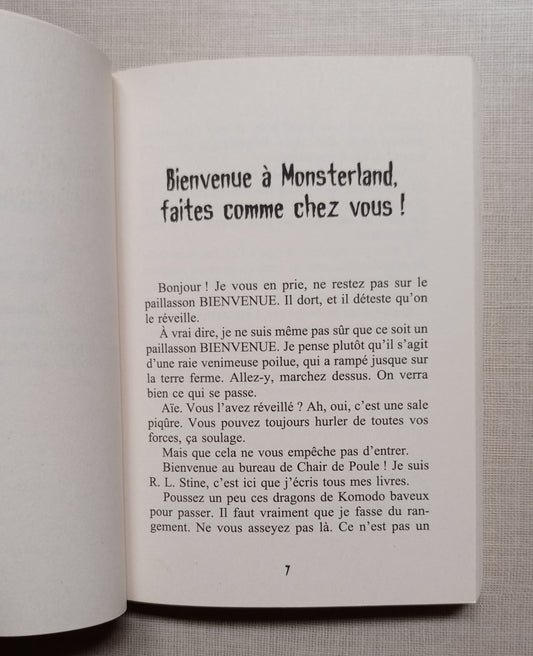 Bienvenue à Monsterland,
faites comme chez vous !
Bonjour ! Je vous en prie, ne restez pas sur le
paillasson BIENVENUE. Il dort, et il déteste qu'on
le réveille.
À vrai dire, je ne suis même pas sûr que ce soit un
paillasson BIENVENUE. Je pense plutôt qu'il s'agit
d'une raie venimeuse poilue, qui a rampé jusque sur
la terre ferme. Allez-y, marchez dessus. On verra
bien ce qui se passe.
Aïe. Vous l'avez réveillé ? Ah, oui, c'est une sale
piqûre. Vous pouvez toujours hurler de toutes vos
forces, ça soulage.
Mais que cela ne vous empêche pas d'entrer.
Bienvenue au bureau de Chair de Poule ! Je suis
R. L. Stine, c'est ici que j'écris tous mes livres.
Poussez un peu ces dragons de Komodo baveux
pour passer. Il faut vraiment que je fasse du ran-
gement. Ne vous asseyez pas là. Ce n'est pas un
7